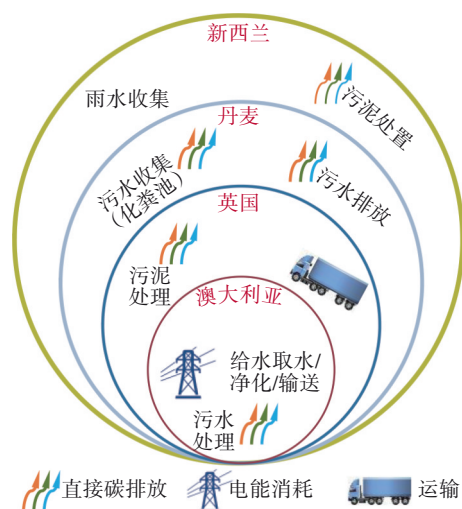 新西兰
雨水收集
污泥处置
丹麦
污水收集
(化粪池)
污水排放
英国
污泥
处理
澳大利亚
给水取水/
净化/输送
污水
处理
直接碳排放
电能消耗
运输